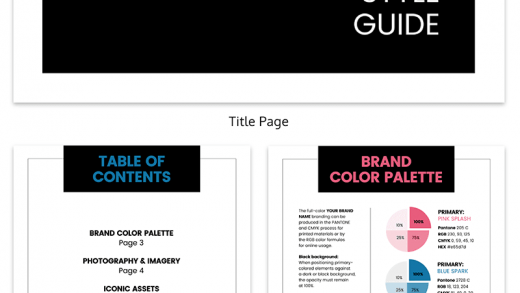 STYLE
GUIDE
Title Page
TABLE OF
CONTENTS
BRAND COLOR PALETTE
Page 3
PHOTOGRAPHY & IMAGERY
Page 4
ICONIC ASSETS
BRAND
COLOR PALETTE
The full-color YOUR BRAND
NAME branding can be
produced in the PANTONE
and CMYK process for
printed materials or by
the RGB color formulas
for online usage.
Black background:
When positioning primary-
colored elements against
a dark or black background,
the opacity must remain
at 100%.
10%
100%
25%
75%
PRIMARY:
PINK SPLASH
Pantone 205 C
RGB 230, 93, 125
CMYK 0, 59, 45, 10
HEX #e65d7d
10%
100%
25%
75%
PRIMARY:
BLUE SPARK
Pantone 2728 C
RGB 15, 123, 204